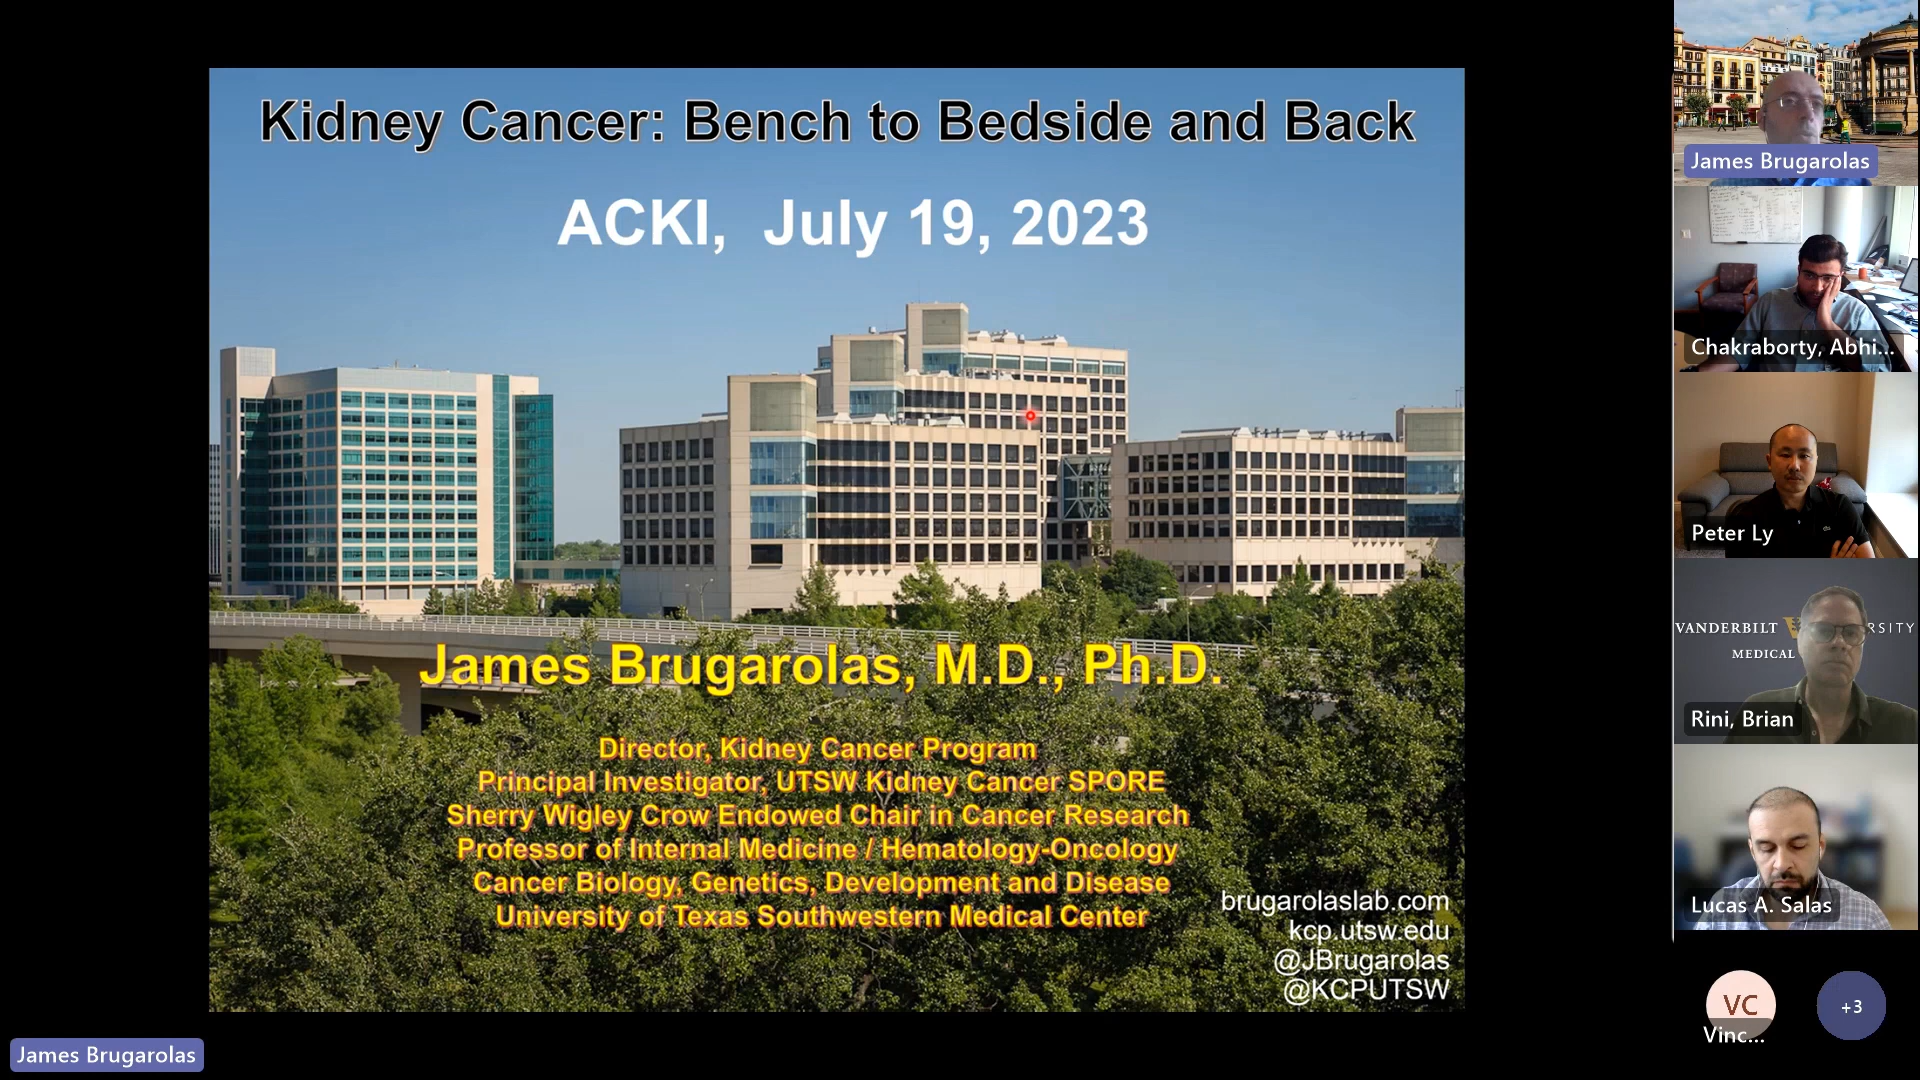 Kidney Cancer: Bench to Bedside and Back
ACKI, July 19, 2023
James Brugarolas, M.D., Ph.D.
Director, Kidney Cancer Program
Principal Investigator, UTSW Kidney Cancer SPORE
Sherry Wigley Crow Endowed Chair in Cancer Research
Professor of Internal Medicine / Hematology-Oncology
Cancer Biology, Genetics, Development and Disease
University of Texas Southwestern Medical Center
brugarolaslab.com
kcp.utsw.edu
@JBrugarolas
@KCPUTSW
James Brugarolas
James Brugarolas
Chakraborty, Abhi...
Peter Ly
VANDERBILT V RSITY
MEDICAL
Rini, Brian
Lucas A. Salas
VC
Vinc...
+3